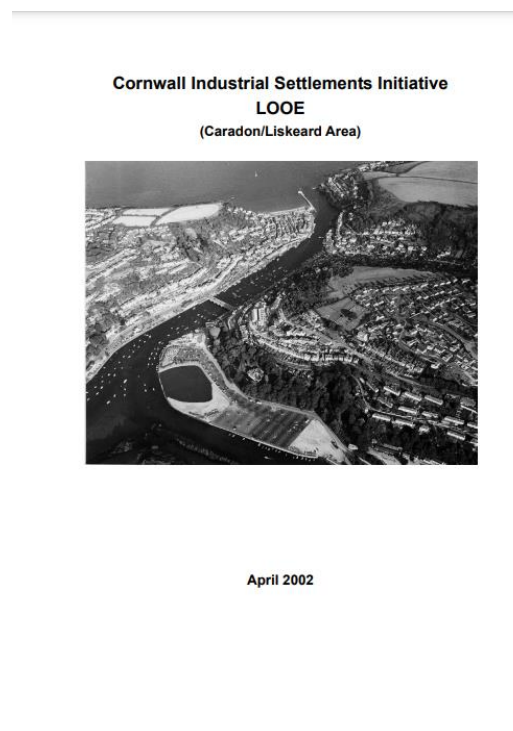 Cornwall Industrial Settlements Initiative
LOOE
(Caradon/Liskeard Area)
April 2002